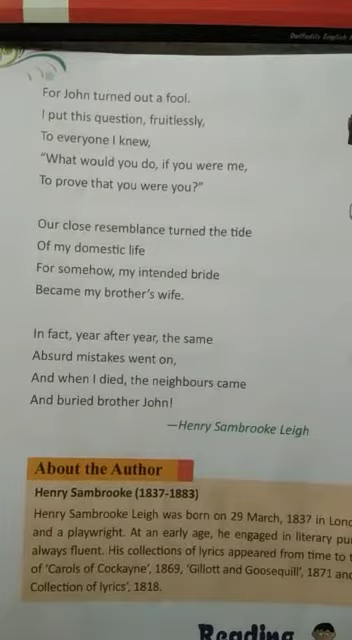 Daffodils English
For John turned out a fool.
I put this question, fruitlessly,
To everyone I knew,
"What would you do, if you were me,
To prove that you were you?"
Our close resemblance turned the tide
Of my domestic life
For somehow, my intended bride
Became my brother's wife.
In fact, year after year, the same
Absurd mistakes went on,
And when I died, the neighbours came
And buried brother John!
—Henry Sambrooke Leigh
About the Author
Henry Sambrooke (1837-1883)
Henry Sambrooke Leigh was born on 29 March, 1837 in
and a playwright. At an early age, he engaged in literary
always fluent. His collections of lyrics appeared from time to
of 'Carols of Cockayne', 1869, 'Gillott and Goosequill', 1871
Collection of lyrics', 1818.
Reading